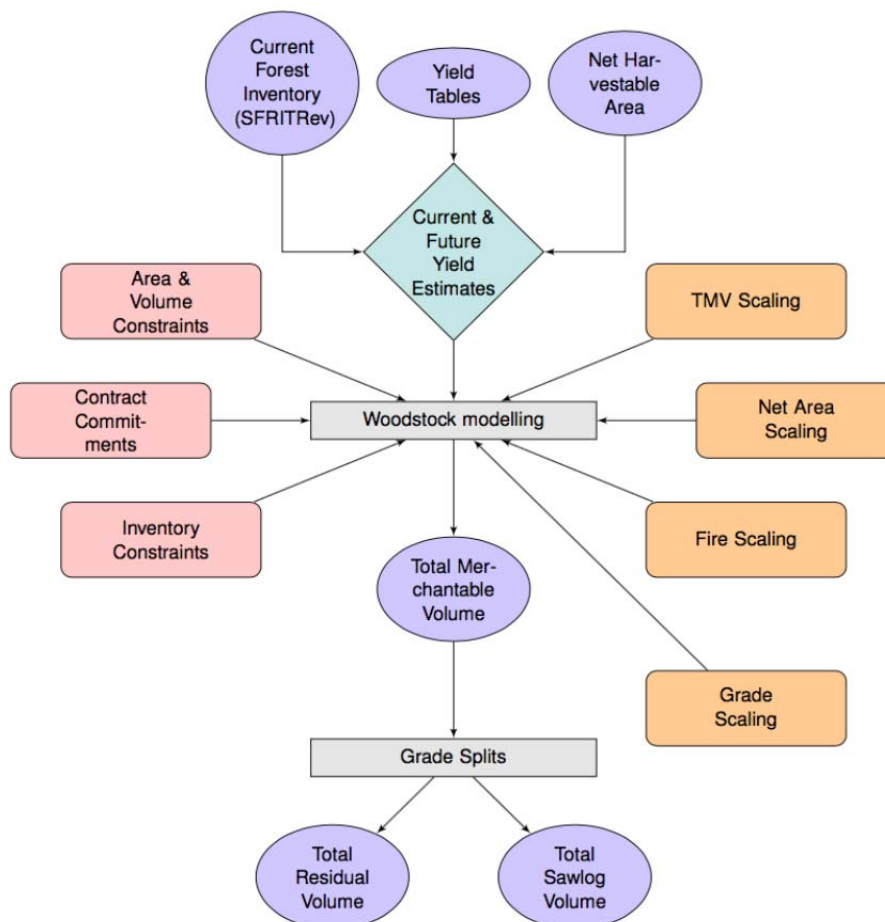 Current
Forest
Inventory
(SFRITRev)
Yield
Tables
Net Har-
vestable
Area
Current &
Future
Yield
Estimates
Area &
Volume
Constraints
TMV Scaling
Contract
Commit-
ments
Woodstock modelling
Net Area
Scaling
Inventory
Constraints
Fire Scaling
Total Mer-
chantable
Volume
Grade
Scaling
Grade Splits
Total
Residual
Volume
Total
Sawlog
Volume